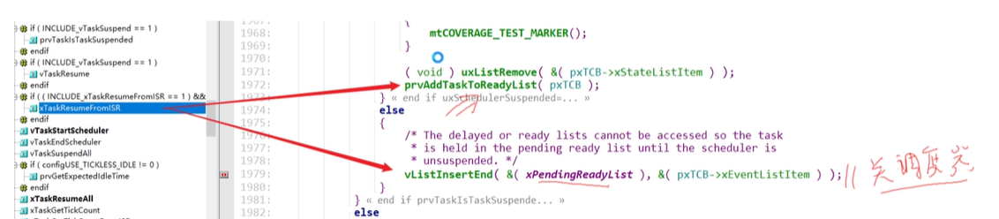 if ( INCLUDE_vTaskSuspend == 1 )
prvTaskIsTaskSuspended
endif
if ( INCLUDE_vTaskSuspend == 1 )
vTaskResume
endif
if ( ( INCLUDE_xTaskResumeFromISR == 1 ) &&
xTaskResumeFromISR
endif
vTaskStartScheduler
vTaskEndScheduler
vTaskSuspendAll
if ( configUSE_TICKLESS_IDLE != 0 )
prvGetExpectedIdleTime
endif
xTaskResumeAll
xTaskGetTickCount
{
1968: mtCOVERAGE_TEST_MARKER();
1969: }
1970:
1971: ( void ) uxListRemove( &( pxTCB->xStateListItem ) );
1972: prvAddTaskToReadyList( pxTCB );
1973: } « end if uxSchedulerSuspended=... »
1974: else
1975: {
1976: /* The delayed or ready lists cannot be accessed so the task
1977: * is held in the pending ready list until the scheduler is
1978: * unsuspended. */
1979: vListInsertEnd( &( xPendingReadyList ), &( pxTCB->xEventListItem ) ); // 关调度
1980: }
1981: } « end if prvTaskIsTaskSuspende... »
1982: else